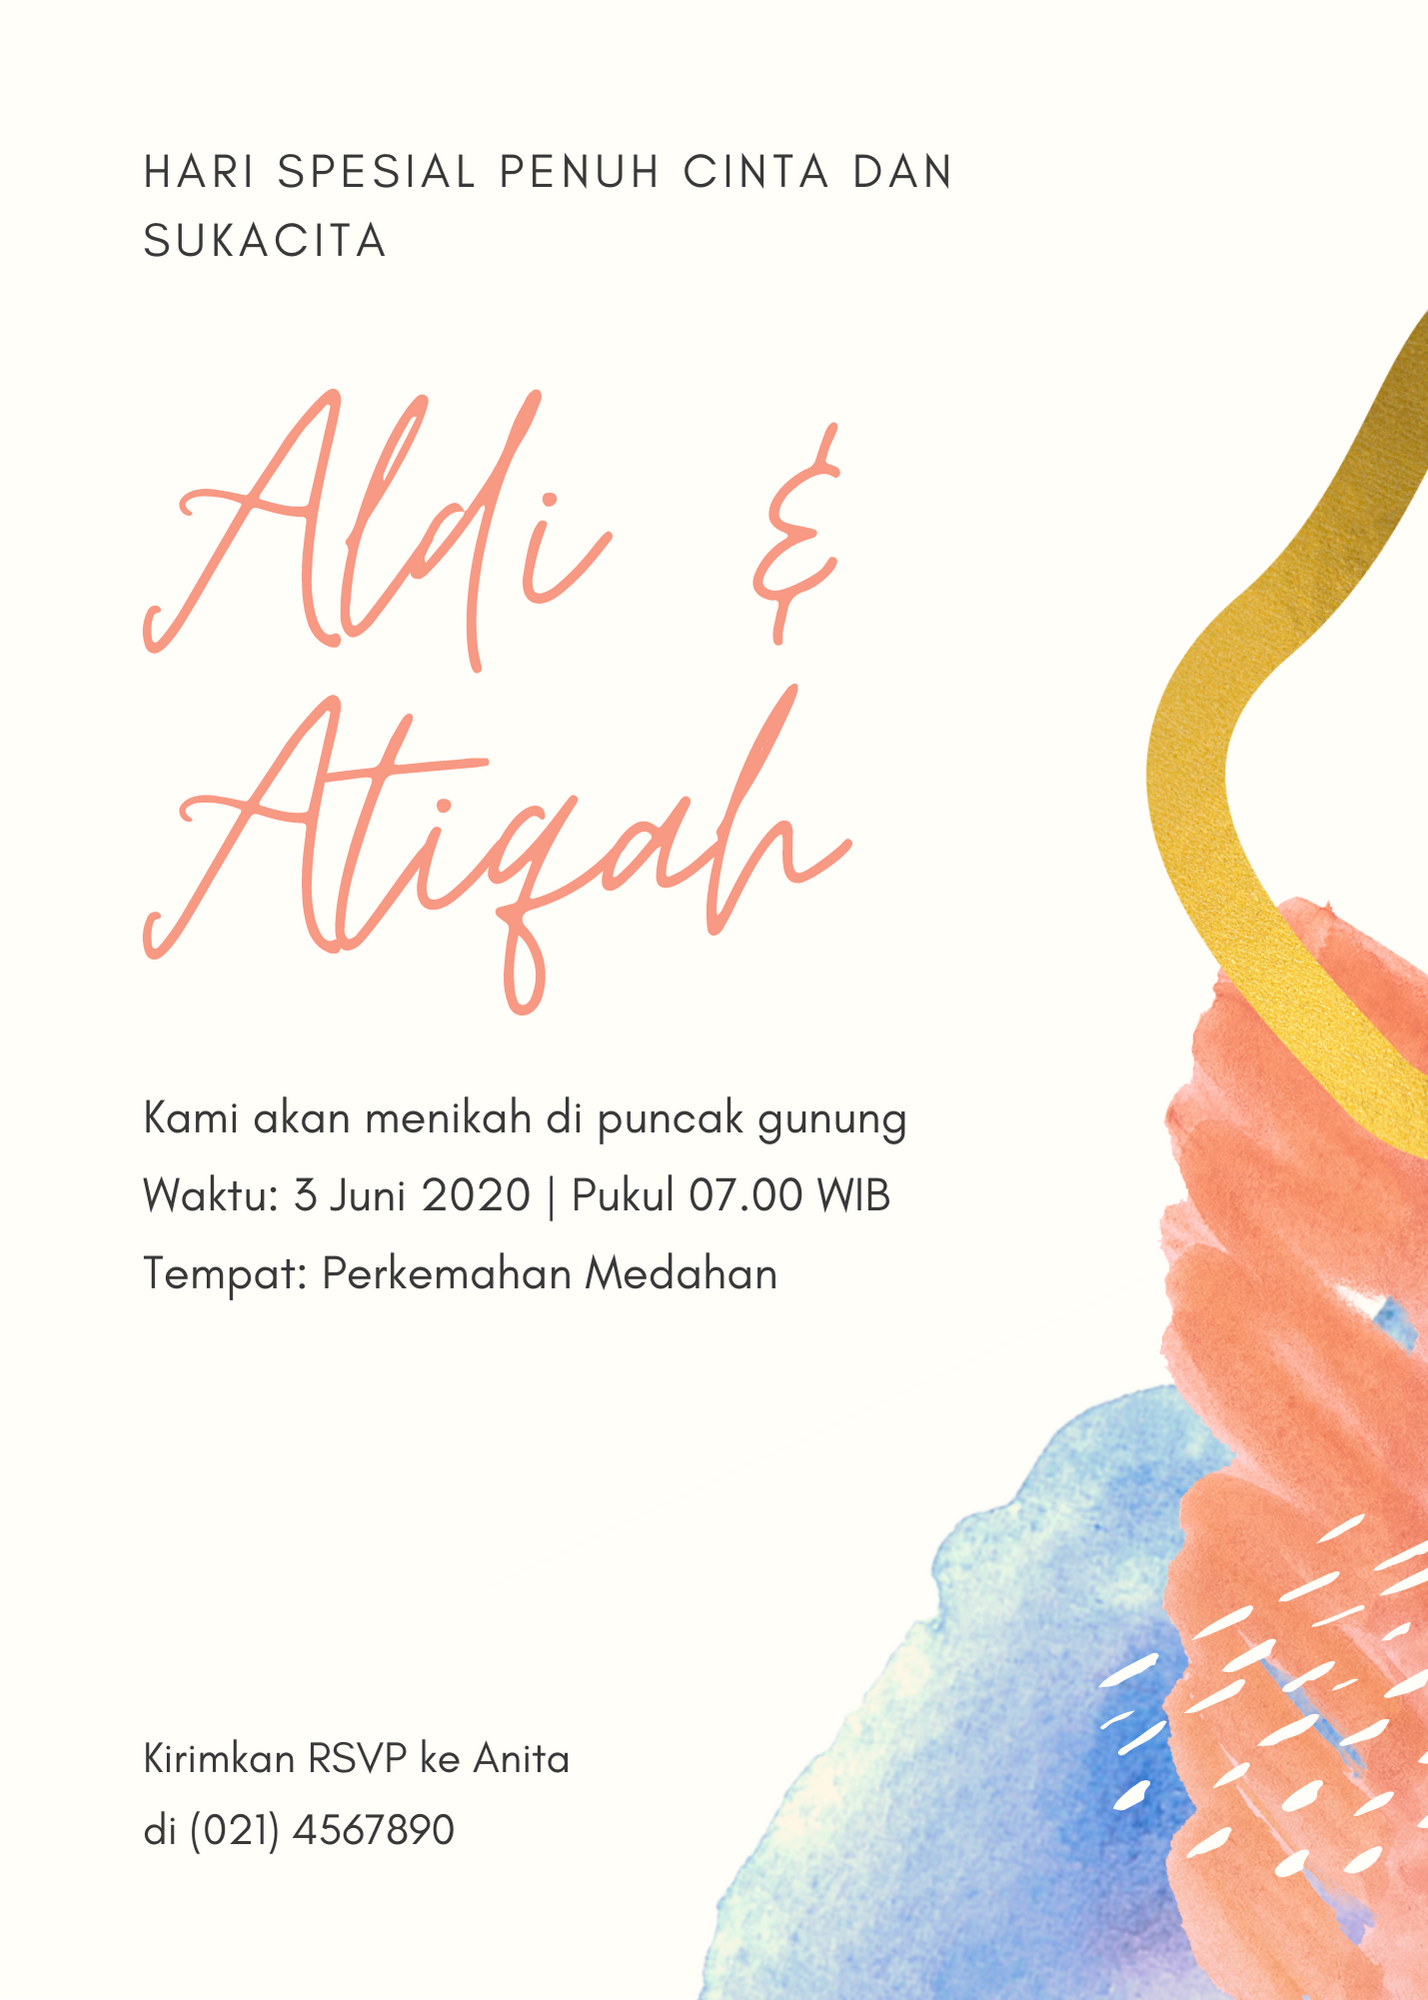 HARI SPESIAL PENUH CINTA DAN
SUKACITA
Aldi &
Atiqah
Kami akan menikah di puncak gunung
Waktu: 3 Juni 2020 | Pukul 07.00 WIB
Tempat: Perkemahan Medahan
Kirimkan RSVP ke Anita
di (021) 4567890